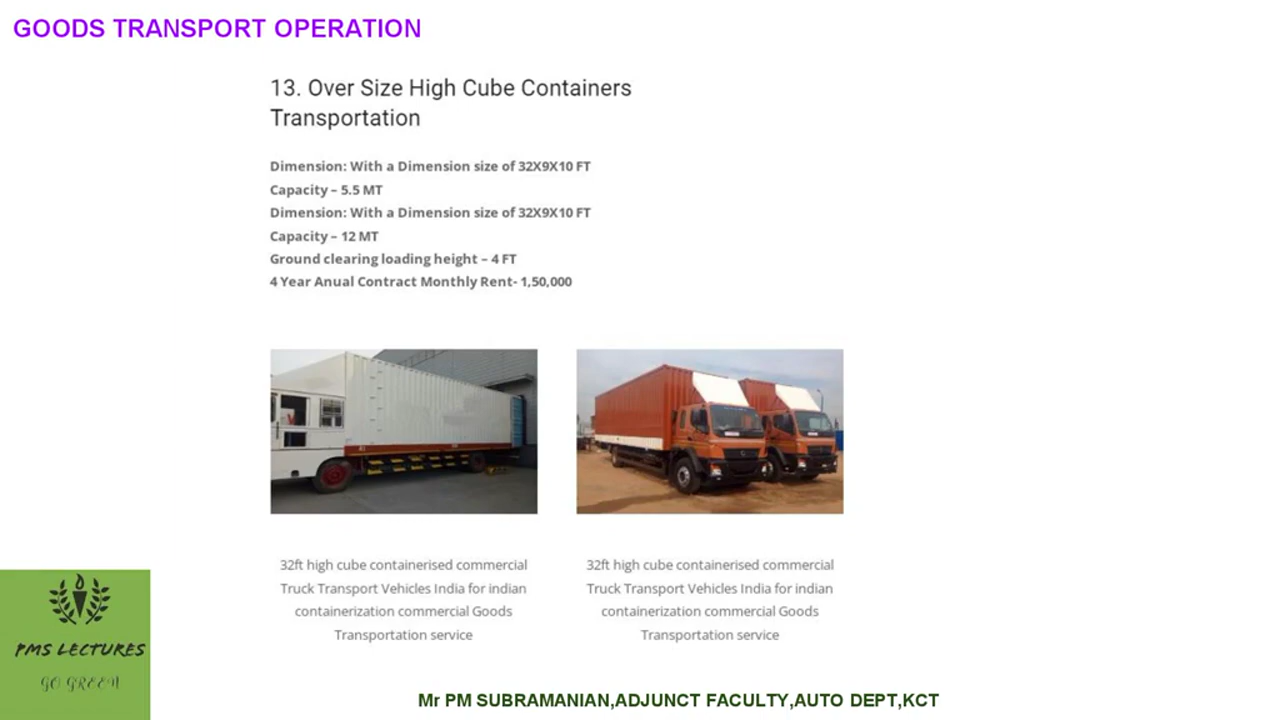 GOODS TRANSPORT OPERATION
13. Over Size High Cube Containers
Transportation
Dimension: With a Dimension size of 32X9X10 FT
Capacity – 5.5 MT
Dimension: With a Dimension size of 32X9X10 FT
Capacity – 12 MT
Ground clearing loading height – 4 FT
4 Year Anual Contract Monthly Rent- 1,50,000
32ft high cube containerised commercial
Truck Transport Vehicles India for indian
containerization commercial Goods
Transportation service
32ft high cube containerised commercial
Truck Transport Vehicles India for indian
containerization commercial Goods
Transportation service
PMS LECTURES
GO GREEN
Mr PM SUBRAMANIAN,ADJUNCT FACULTY,AUTO DEPT,KCT